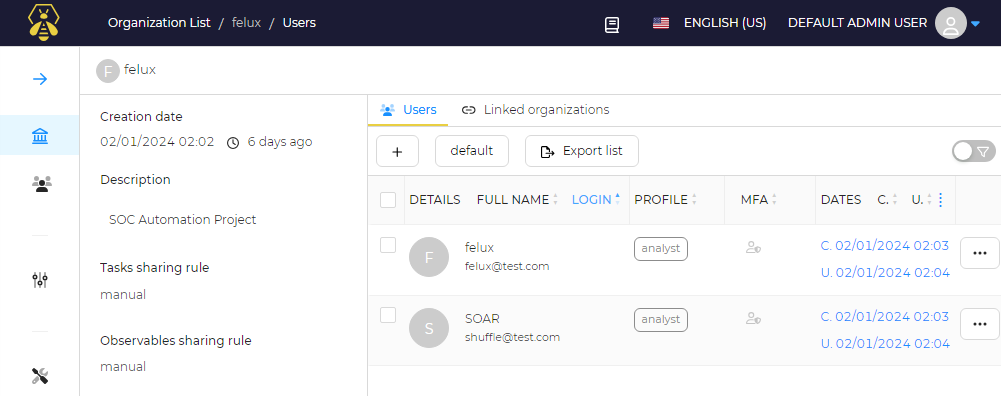 Organization List / felux / Users
ENGLISH (US) DEFAULT ADMIN USER
F felux
Creation date
02/01/2024 02:02 6 days ago
Description
SOC Automation Project
Tasks sharing rule
manual
Observables sharing rule
manual
Users Linked organizations
+ default Export list
DETAILS FULL NAME LOGIN PROFILE MFA DATES C. U.
F felux analyst C. 02/01/2024 02:03
felux@test.com U. 02/01/2024 02:04
S SOAR analyst C. 02/01/2024 02:03
shuffle@test.com U. 02/01/2024 02:04